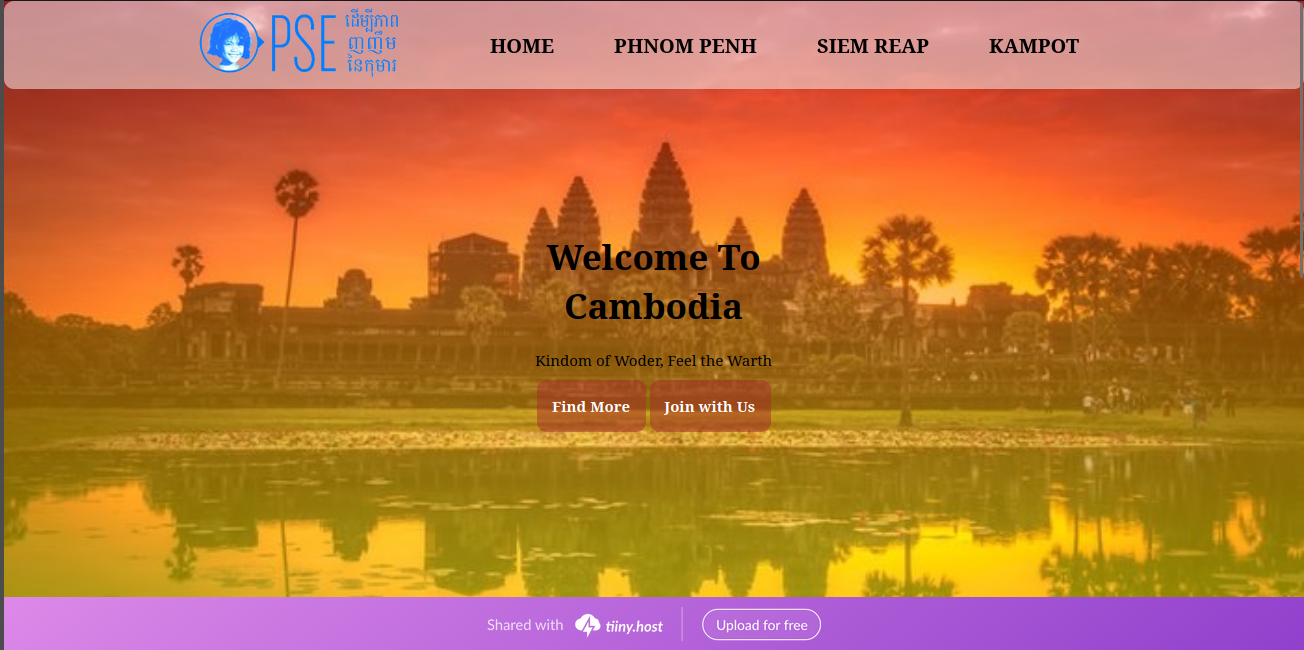 PSE
ដើម្បីភាព
ញញឹម
នៃកុមារ
HOME
PHNOM PENH
SIEM REAP
KAMPOT
Welcome To
Cambodia
Kindom of Woder, Feel the Warth
Find More
Join with Us
Shared with
tiiny.host
Upload for free